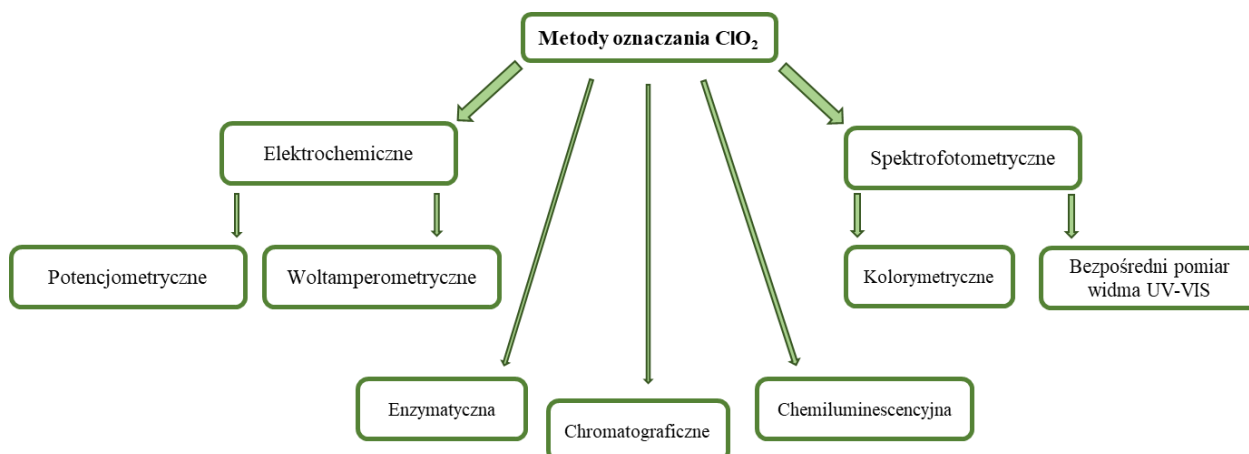 Metody oznaczania ClO₂
Elektrochemiczne
Spektrofotometryczne
Potencjometryczne
Woltamperometryczne
Kolorymetryczne
Bezpośredni pomiar
widma UV-VIS
Enzymatyczna
Chromatograficzne
Chemiluminescencyjna